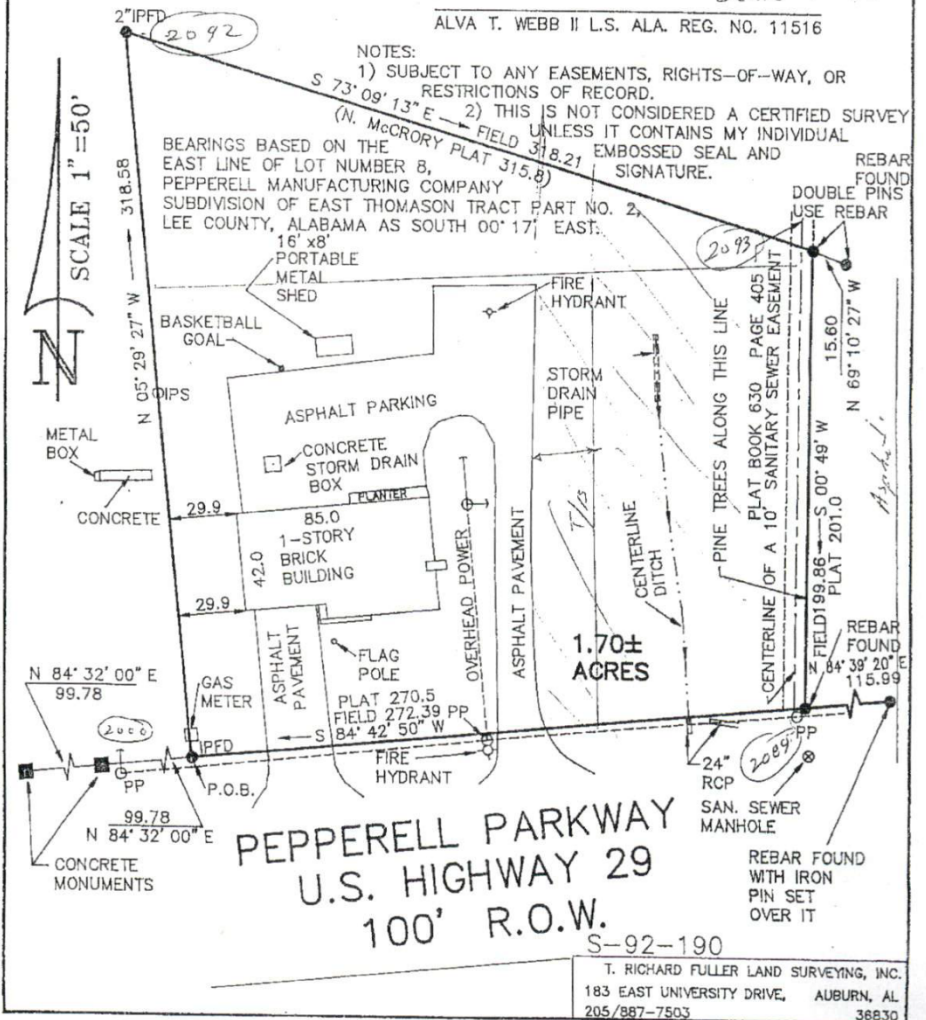 ALVA T. WEBB II L.S. ALA. REG. NO. 11516
2" IPFD
2092
NOTES:
1) SUBJECT TO ANY EASEMENTS, RIGHTS-OF-WAY, OR
RESTRICTIONS OF RECORD.
2) THIS IS NOT CONSIDERED A CERTIFIED SURVEY
UNLESS IT CONTAINS MY INDIVIDUAL
EMBOSSED SEAL AND
SIGNATURE.
S 73° 09' 13" E FIELD 318.21
(N. McCRORY PLAT 315.8)
SCALE 1"=50'
N
318.58
N 05° 29' 27" W
BEARINGS BASED ON THE
EAST LINE OF LOT NUMBER 8,
PEPPERELL MANUFACTURING COMPANY
SUBDIVISION OF EAST THOMASON TRACT PART NO. 2,
LEE COUNTY, ALABAMA AS SOUTH 00° 17' EAST.
REBAR
FOUND
DOUBLE PINS
USE REBAR
2093
16' x8'
PORTABLE
METAL
SHED
FIRE
HYDRANT
BASKETBALL
GOAL
15.60
N 69° 10' 27" W
IPS
ASPHALT PARKING
STORM
DRAIN
PIPE
METAL
BOX
CONCRETE
CONCRETE
STORM DRAIN
BOX
PLANTER
29.9
85.0
1-STORY
BRICK
BUILDING
42.0
29.9
OVERHEAD POWER
ASPHALT PAVEMENT
CENTERLINE
DITCH
PINE TREES ALONG THIS LINE
PLAT BOOK 630 PAGE 405
CENTERLINE OF A 10' SANITARY SEWER EASEMENT
FIELD 199.86 S 00° 49' W
PLAT 201.0
1.70±
ACRES
ASPHALT
PAVEMENT
FLAG
POLE
GAS
METER
N 84° 32' 00" E
99.78
2000
PLAT 270.5
FIELD 272.39 PP
S 84° 42' 50" W
REBAR
FOUND
N 84° 39' 20" E
115.99
IPFD
PP
P.O.B.
FIRE
HYDRANT
PP
2089
24"
RCP
SAN. SEWER
MANHOLE
99.78
N 84° 32' 00" E
CONCRETE
MONUMENTS
PEPPERELL PARKWAY
U.S. HIGHWAY 29
100' R.O.W.
REBAR FOUND
WITH IRON
PIN SET
OVER IT
S-92-190
T. RICHARD FULLER LAND SURVEYING, INC.
183 EAST UNIVERSITY DRIVE, AUBURN, AL
205/887-7503 36830